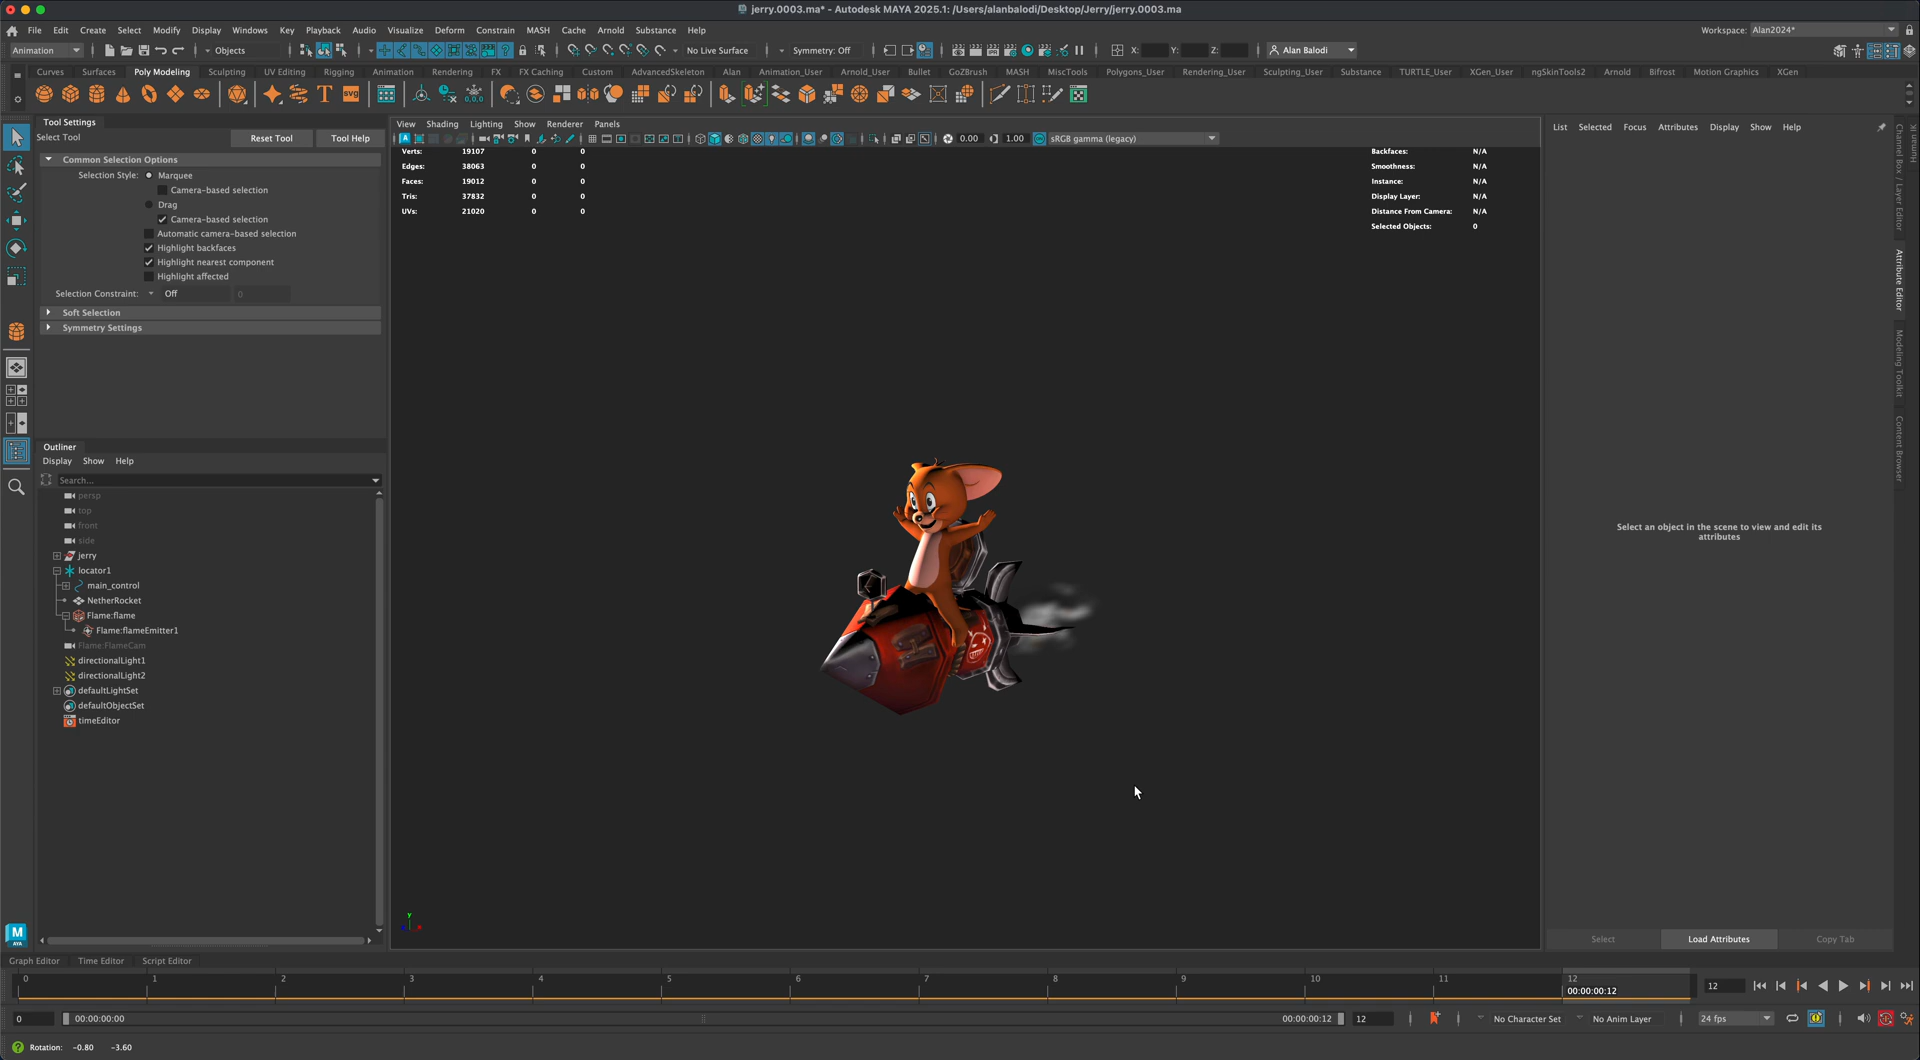 jerry.0003.ma* - Autodesk MAYA 2025.1: /Users/alanbalodi/Desktop/Jerry/jerry.0003.ma
File Edit Create Select Modify Display Windows Key Playback Audio Visualize Deform Constrain MASH Cache Arnold Substance Help
Workspace: Alan2024*
Animation Objects No Live Surface Symmetry: Off X: Y: Z: Alan Balodi
Curves Surfaces Poly Modeling Sculpting UV Editing Rigging Animation Rendering FX FX Caching Custom AdvancedSkeleton Alan Animation_User Arnold_User Bullet GoZBrush MASH MiscTools Polygons_User Rendering_User Sculpting_User Substance TURTLE_User XGen_User ngSkinTools2 Arnold Bifrost Motion Graphics XGen
Tool Settings
Select Tool Reset Tool Tool Help
Common Selection Options
Selection Style: Marquee
Camera-based selection
Drag
Camera-based selection
Automatic camera-based selection
Highlight backfaces
Highlight nearest component
Highlight affected
Selection Constraint: Off 0
Soft Selection
Symmetry Settings
Outliner
Display Show Help
Search...
persp
top
front
side
jerry
locator1
main_control
NetherRocket
Flame:flame
Flame:flameEmitter1
Flame:FlameCam
directionalLight1
directionalLight2
defaultLightSet
defaultObjectSet
timeEditor
View Shading Lighting Show Renderer Panels
0.00 1.00 sRGB gamma (legacy)
Verts: 19107 0 0
Edges: 38063 0 0
Faces: 19012 0 0
Tris: 37832 0 0
UVs: 21020 0 0
Backfaces: N/A
Smoothness: N/A
Instance: N/A
Display Layer: N/A
Distance From Camera: N/A
Selected Objects: 0
List Selected Focus Attributes Display Show Help
Select an object in the scene to view and edit its
attributes
Select Load Attributes Copy Tab
Channel Box / Layer Editor
Attribute Editor
Modeling Toolkit
Content Browser
Graph Editor Time Editor Script Editor
0 1 2 3 4 5 6 7 8 9 10 11 12
00:00:00:12
12
0 00:00:00:00 00:00:00:12 12 No Character Set No Anim Layer 24 fps
Rotation: -0.80 -3.60